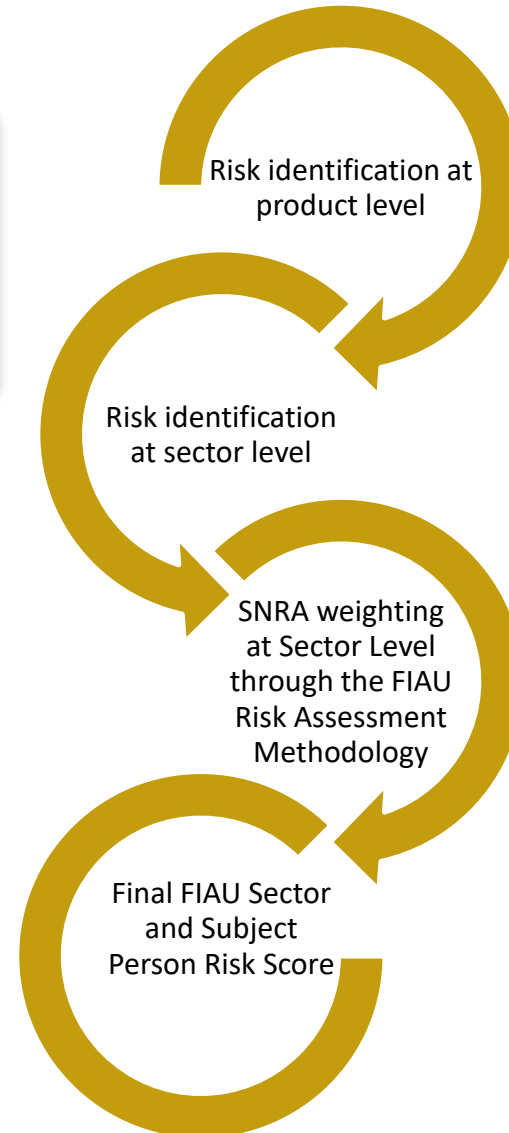 Risk identification at
product level
Risk identification
at sector level
SNRA weighting
at Sector Level
through the FIAU
Risk Assessment
Methodology
Final FIAU Sector
and Subject
Person Risk Score